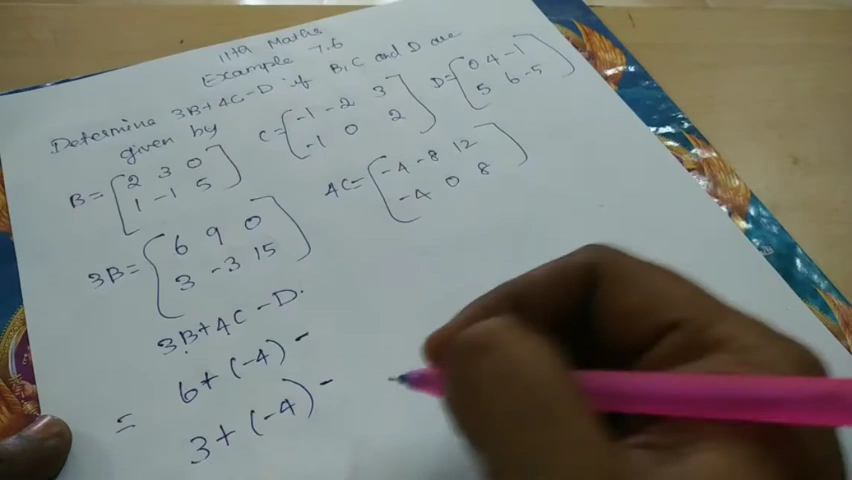 11th Maths
Example 7.6
Determine 3B+4C-D if B, C and D are
given by
B= [2 3 0
1 -1 5]
C= [-1 -2 3
-1 0 2]
D= [0 4 -1
5 6 -5]
3B= [6 9 0
3 -3 15]
4C= [-4 -8 12
-4 0 8]
3B+4C-D.
= 6+(-4)-
3+(-4)-